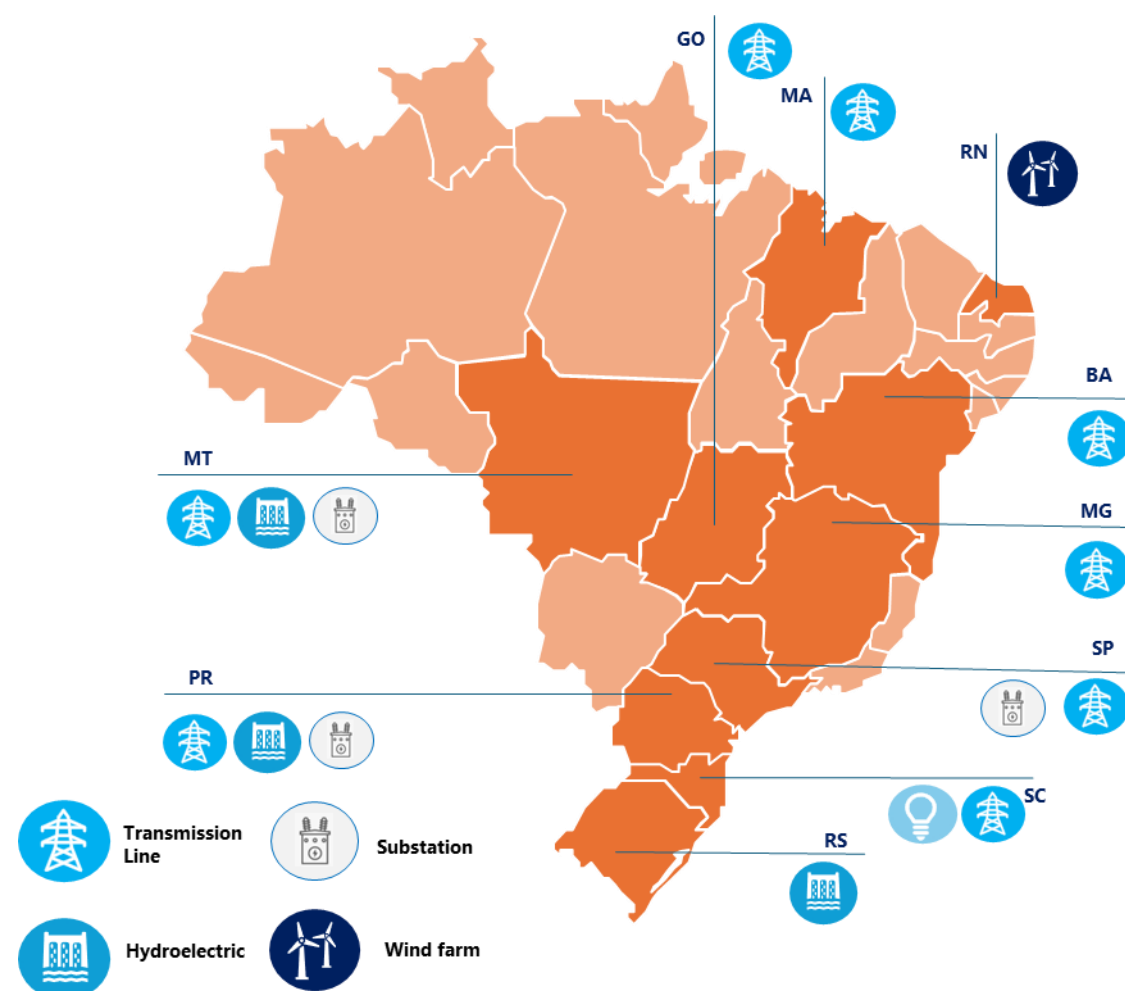 GO
MA
RN
BA
MT
MG
SP
PR
SC
RS
Transmission
Line
Substation
Hydroelectric
Wind farm